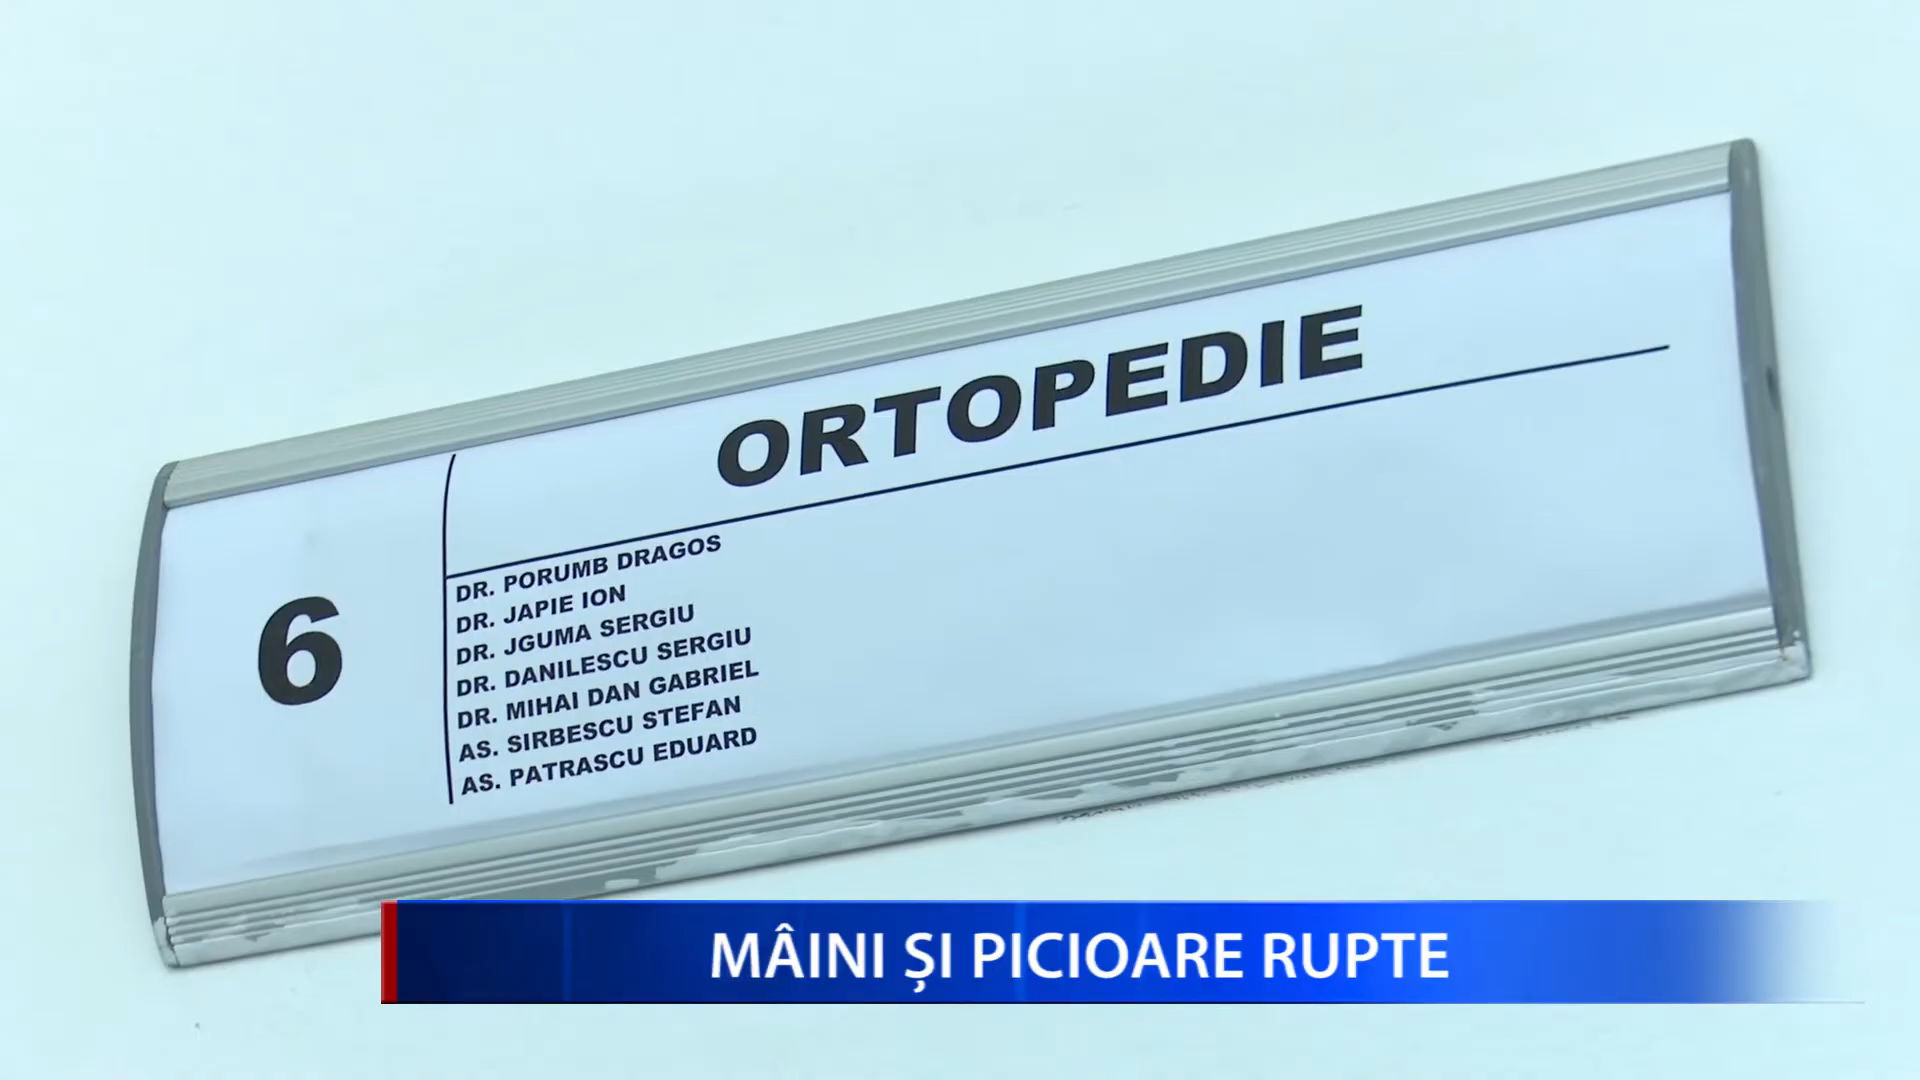 ORTOPEDIE
6
DR. PORUMB DRAGOS
DR. JAPIE ION
DR. JGUMA SERGIU
DR. DANILESCU SERGIU
DR. MIHAI DAN GABRIEL
AS. SIRBESCU STEFAN
AS. PATRASCU EDUARD
MÂINI ȘI PICIOARE RUPTE